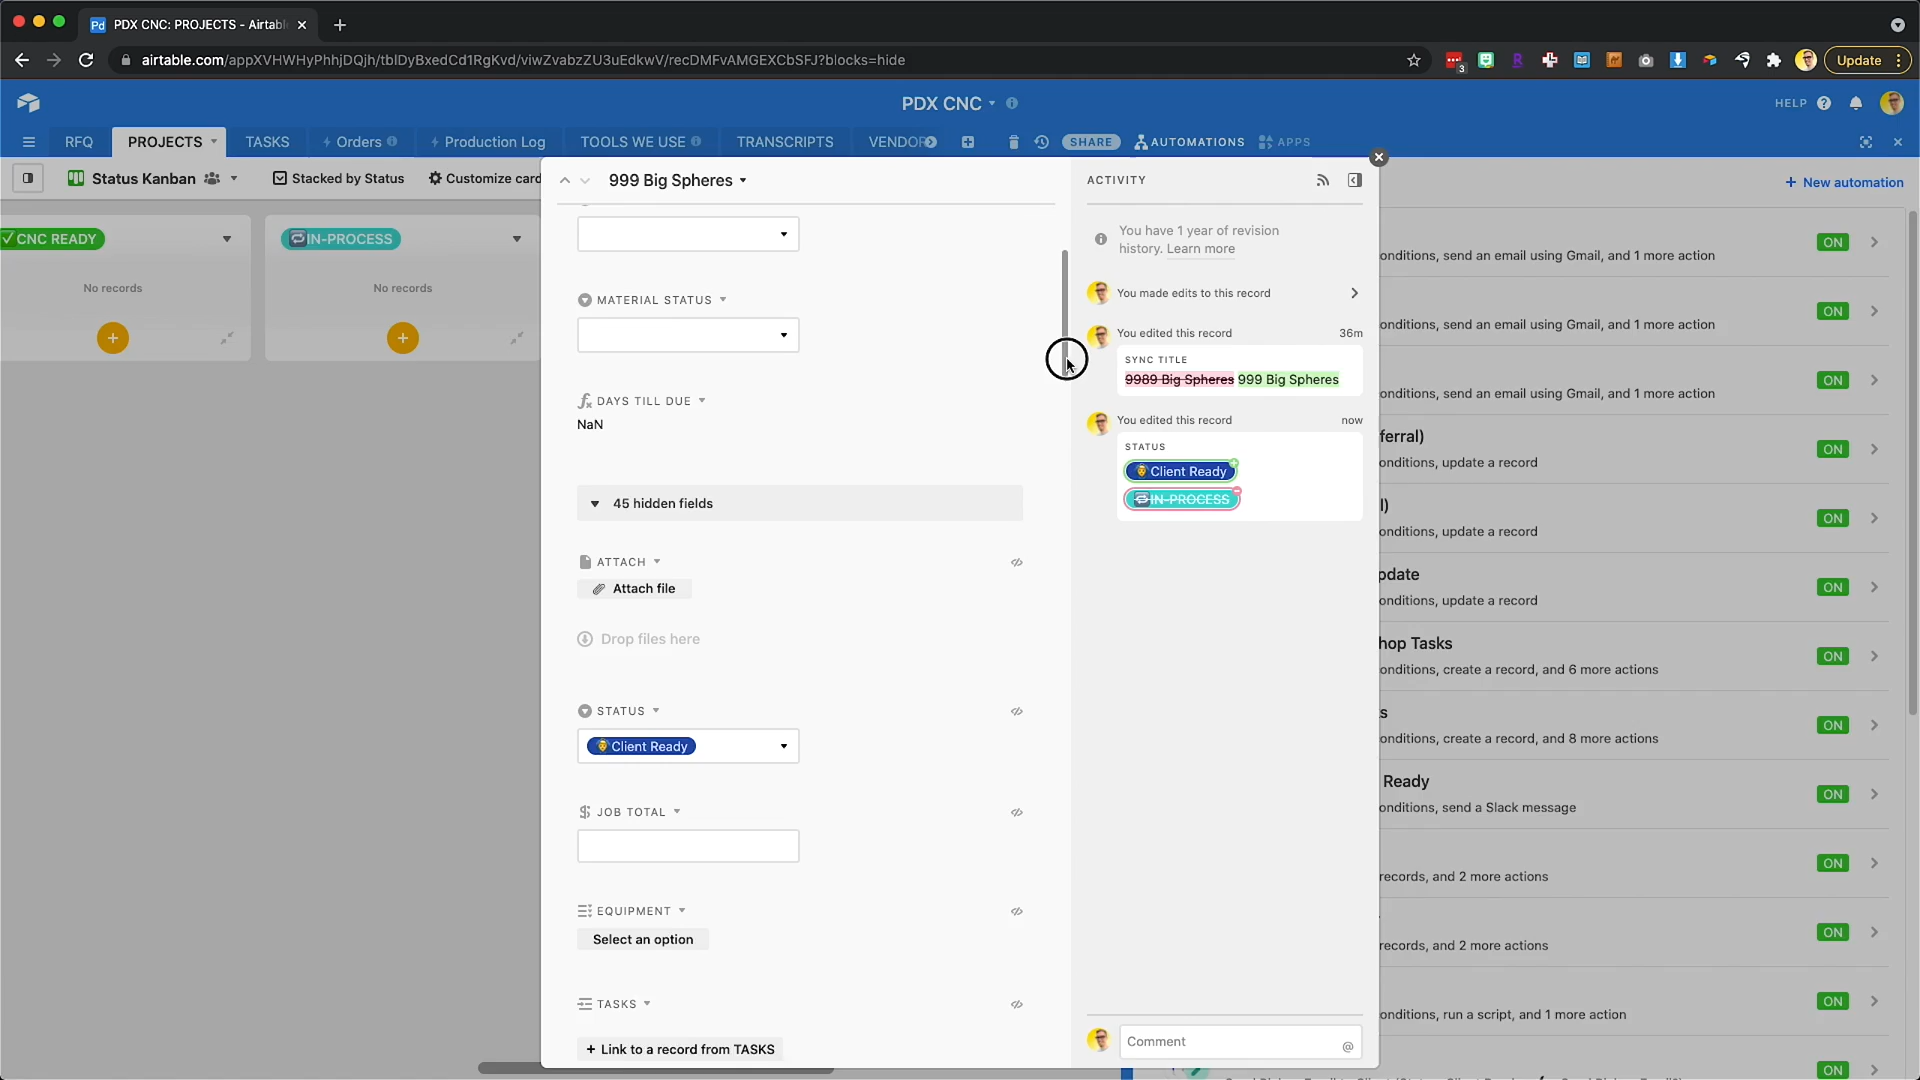 Pd PDX CNC: PROJECTS - Airtabl
airtable.com/appXVHWHyPhhjDQjh/tblDyBxedCd1RgKvd/viwZvabzZU3uEdkwV/recDMFvAMGEXCbSFJ?blocks=hide
3
Update
PDX CNC
HELP
RFQ
PROJECTS
TASKS
Orders
Production Log
TOOLS WE USE
TRANSCRIPTS
VENDOR
SHARE
AUTOMATIONS
APPS
Status Kanban
Stacked by Status
Customize card
999 Big Spheres
ACTIVITY
New automation
CNC READY
No records
IN-PROCESS
No records
MATERIAL STATUS
DAYS TILL DUE
NaN
45 hidden fields
ATTACH
Attach file
Drop files here
STATUS
Client Ready
JOB TOTAL
EQUIPMENT
Select an option
TASKS
+ Link to a record from TASKS
You have 1 year of revision
history. Learn more
You made edits to this record
You edited this record 36m
SYNC TITLE
9989 Big Spheres 999 Big Spheres
You edited this record now
STATUS
Client Ready
IN-PROCESS
Comment @
ON
onditions, send an email using Gmail, and 1 more action
ON
onditions, send an email using Gmail, and 1 more action
ON
onditions, send an email using Gmail, and 1 more action
ferral) ON
onditions, update a record
l) ON
onditions, update a record
pdate ON
onditions, update a record
hop Tasks ON
onditions, create a record, and 6 more actions
s ON
onditions, create a record, and 8 more actions
Ready ON
onditions, send a Slack message
ON
records, and 2 more actions
ON
records, and 2 more actions
ON
onditions, run a script, and 1 more action
ON